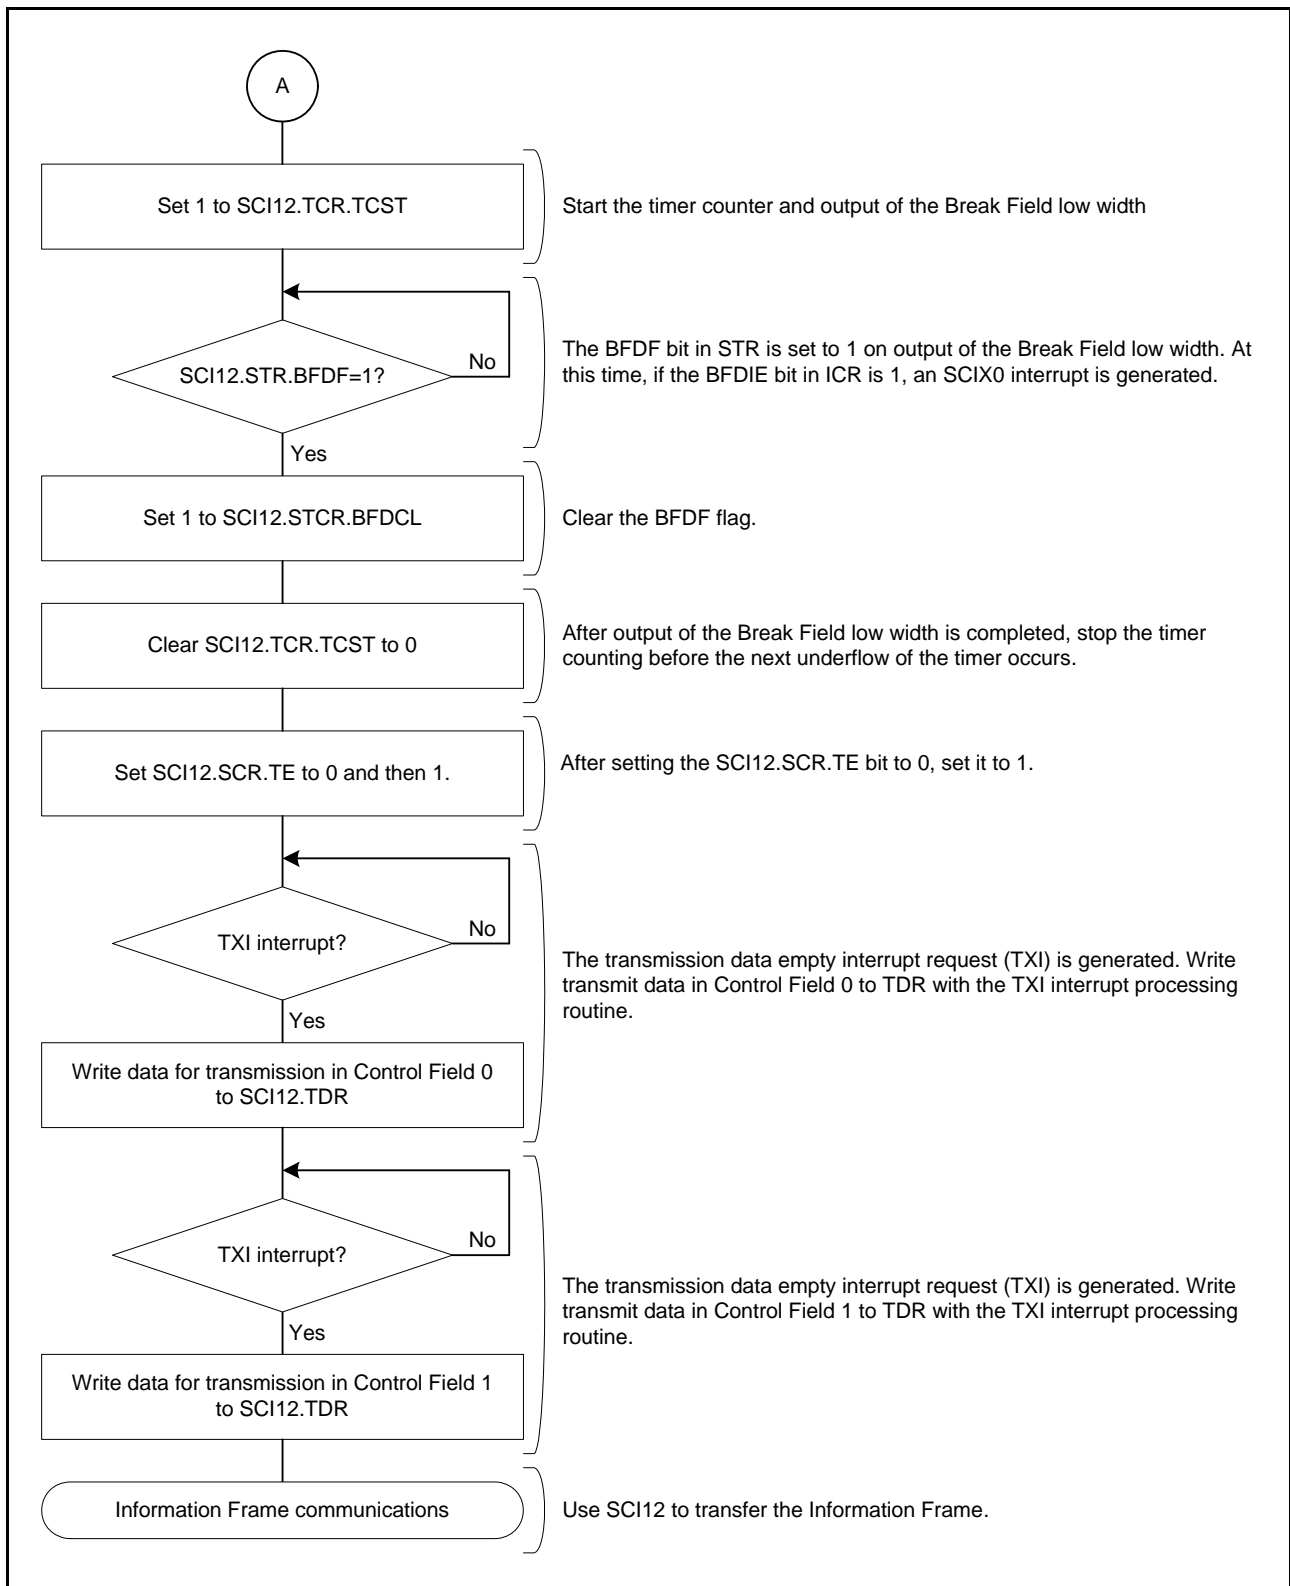 A
Set 1 to SCI12.TCR.TCST
Start the timer counter and output of the Break Field low width
SCI12.STR.BFDF=1?
No
The BFDF bit in STR is set to 1 on output of the Break Field low width. At
this time, if the BFDIE bit in ICR is 1, an SCIX0 interrupt is generated.
Yes
Set 1 to SCI12.STCR.BFDCL
Clear the BFDF flag.
Clear SCI12.TCR.TCST to 0
After output of the Break Field low width is completed, stop the timer
counting before the next underflow of the timer occurs.
Set SCI12.SCR.TE to 0 and then 1.
After setting the SCI12.SCR.TE bit to 0, set it to 1.
TXI interrupt?
No
Yes
The transmission data empty interrupt request (TXI) is generated. Write
transmit data in Control Field 0 to TDR with the TXI interrupt processing
routine.
Write data for transmission in Control Field 0
to SCI12.TDR
TXI interrupt?
No
Yes
The transmission data empty interrupt request (TXI) is generated. Write
transmit data in Control Field 1 to TDR with the TXI interrupt processing
routine.
Write data for transmission in Control Field 1
to SCI12.TDR
Information Frame communications
Use SCI12 to transfer the Information Frame.